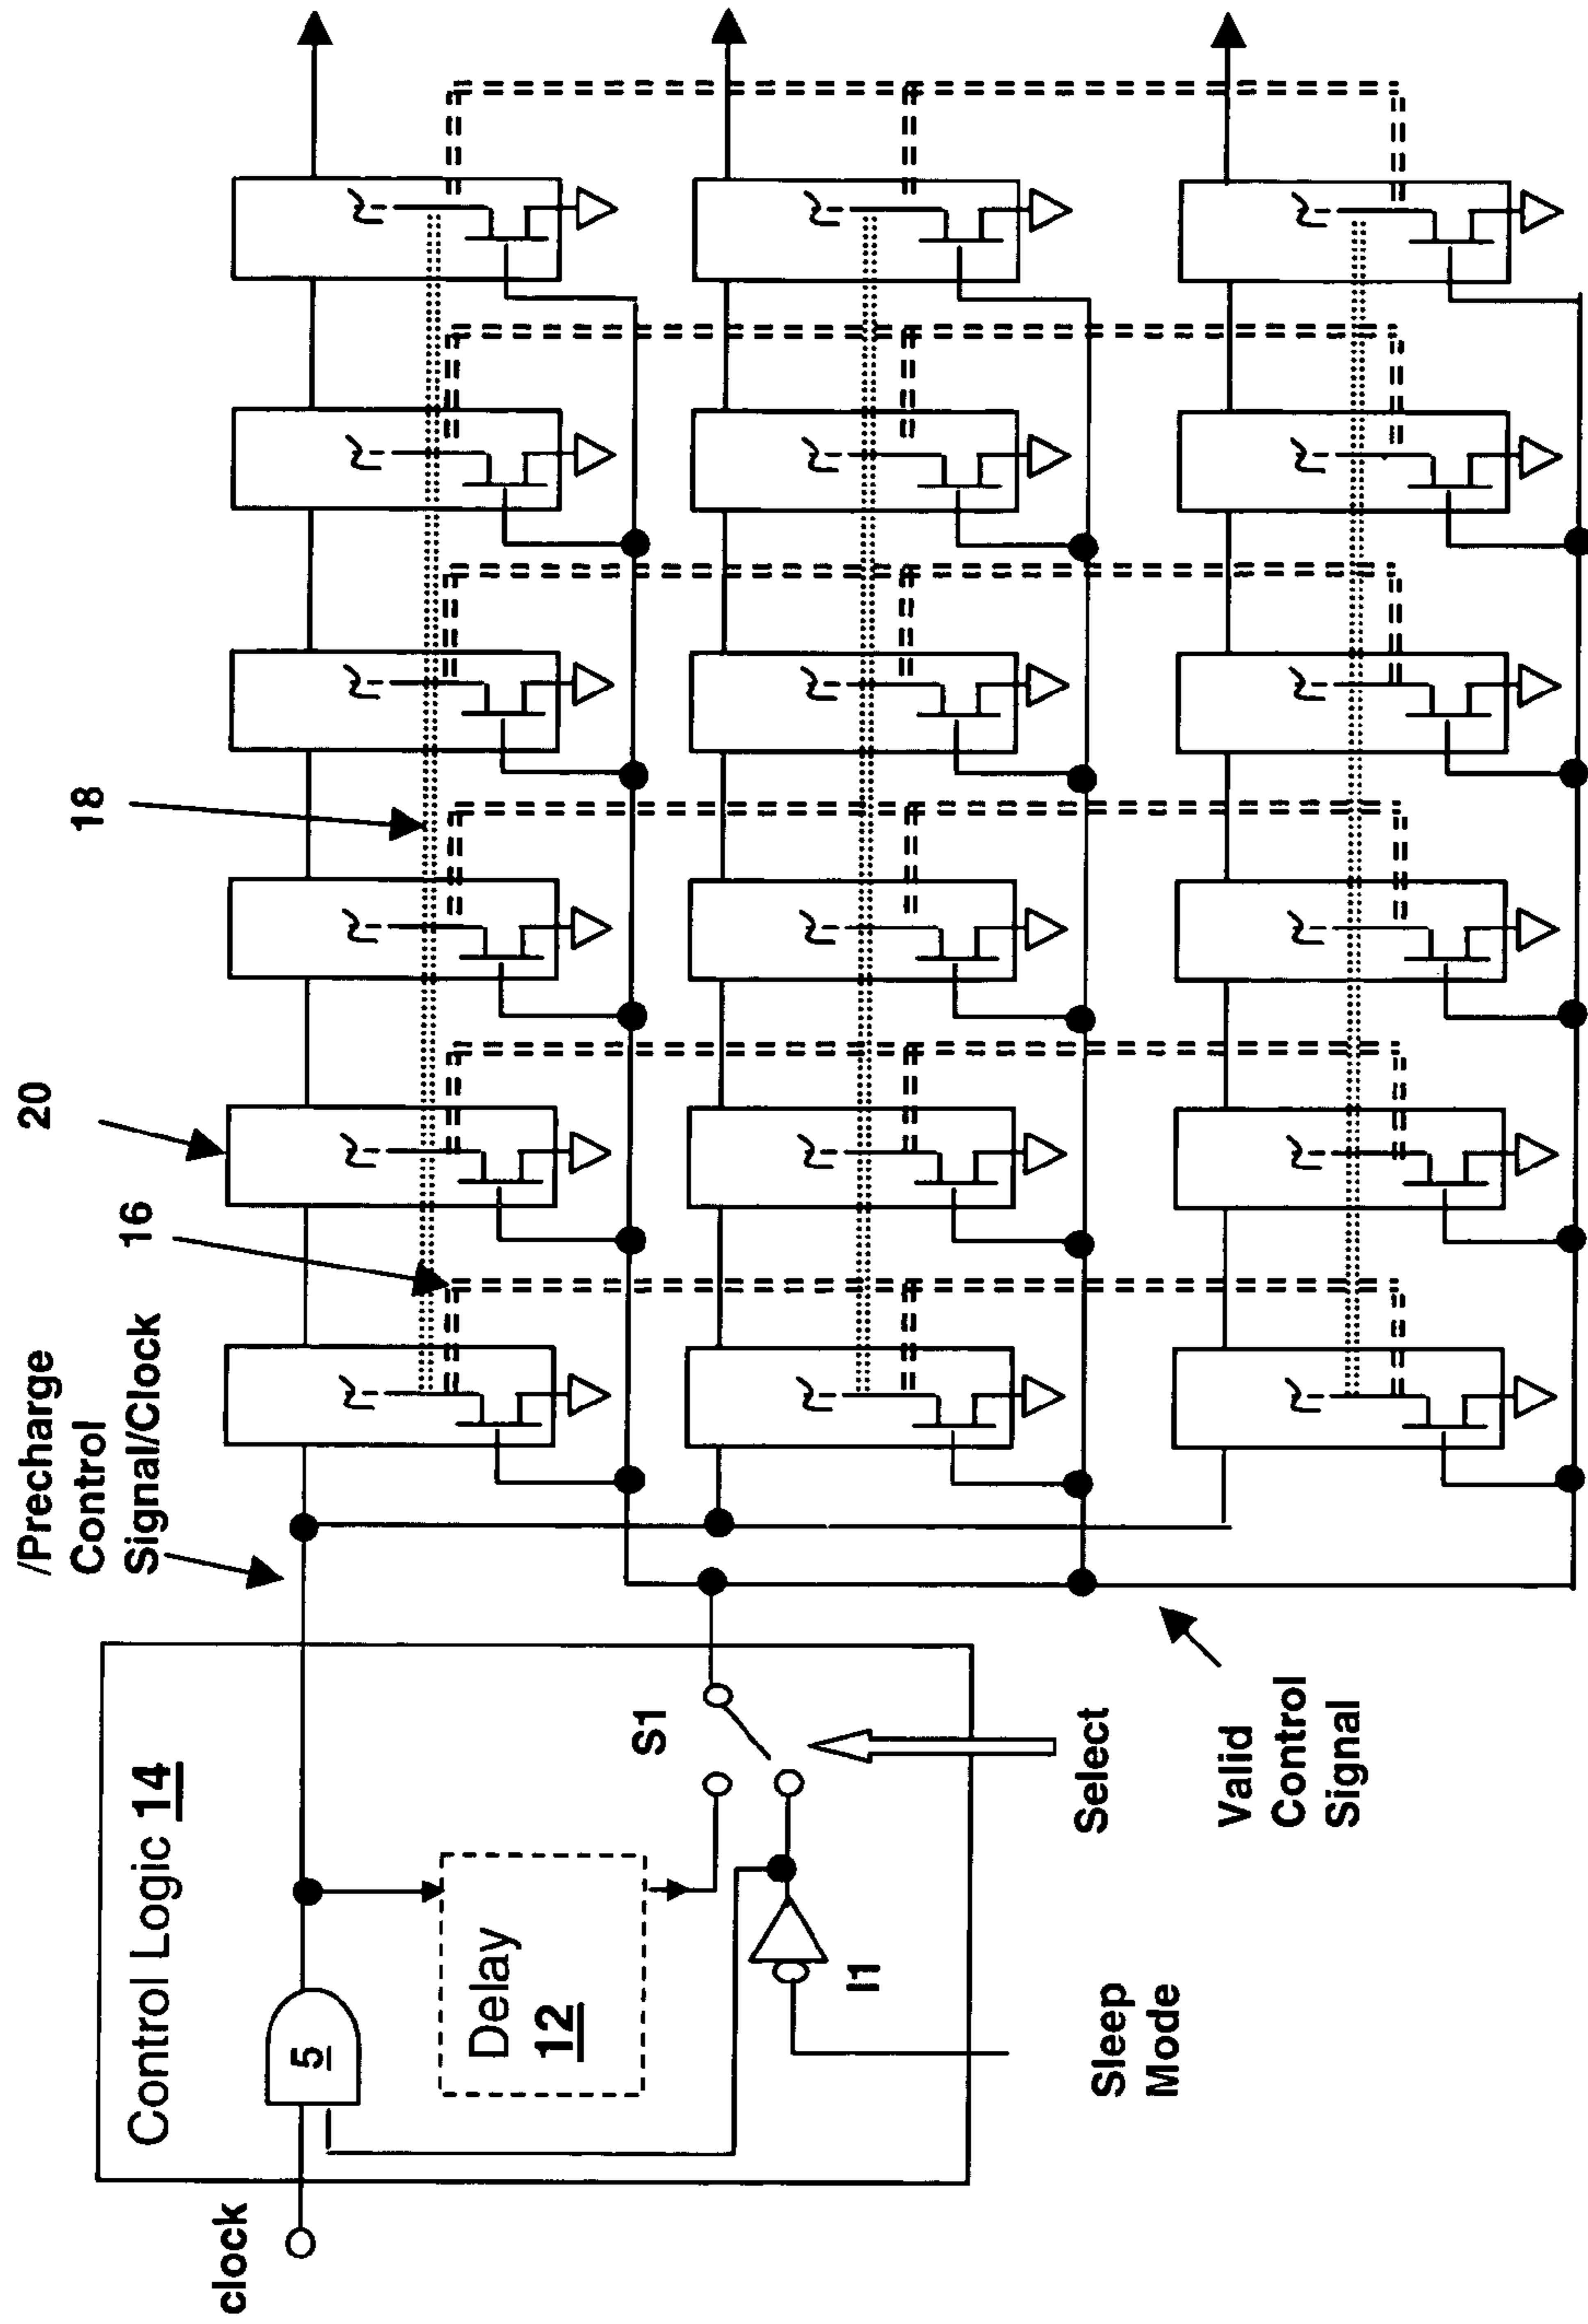 /Precharge
Control
Signal/Clock
16
20
18
clock
Control Logic 14
5
Delay
12
S1
I1
Sleep
Mode
Select
Valid
Control
Signal